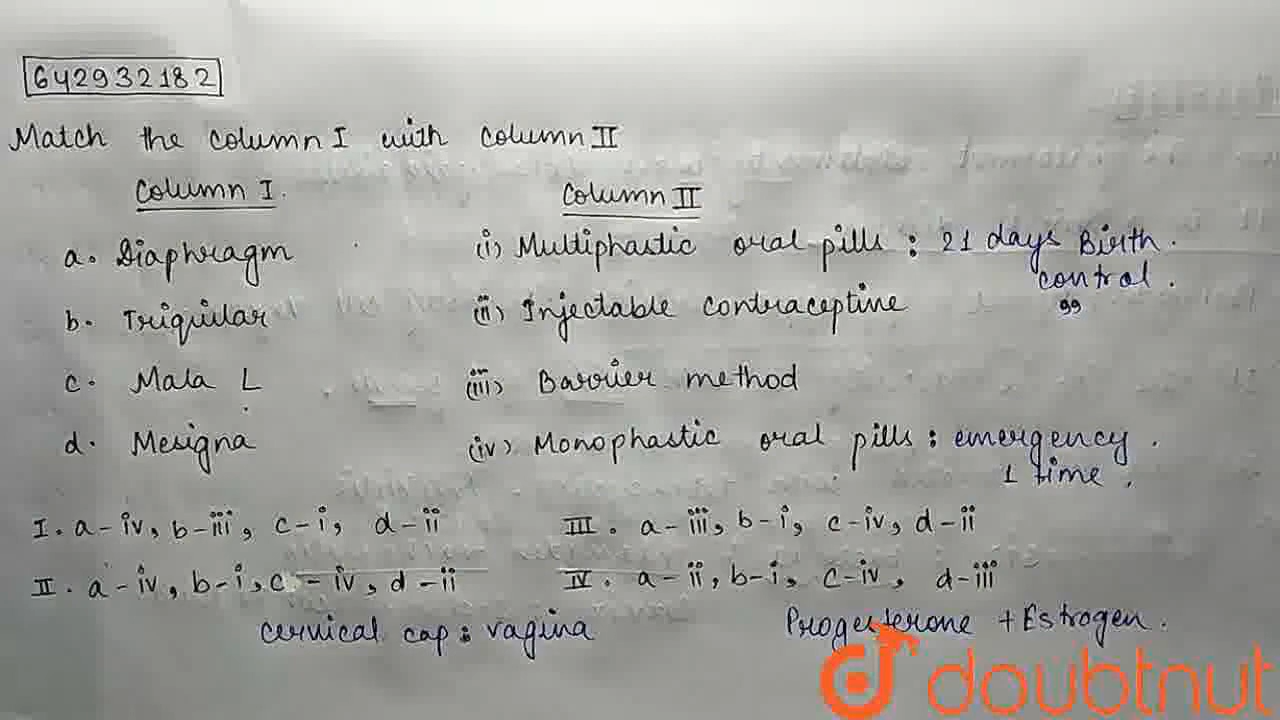 642932182
Match the column I with column II
Column I. Column II
a. Diaphragm (i) Multiphastic oral pills : 21 days Birth.
control.
b. Triquilar (ii) Injectable contraceptine
c. Mala L (iii) Barrier method
d. Mesigna (iv) Monophastic oral pills : emergency.
1 time.
I. a-iv, b-iii, c-i, d-ii III. a-iii, b-i, c-iv, d-ii
II. a-iv, b-i, c-iv, d-ii IV. a-ii, b-i, c-iv, d-iii
cervical cap : vagina Progesterone + Estrogen.
doubtnut